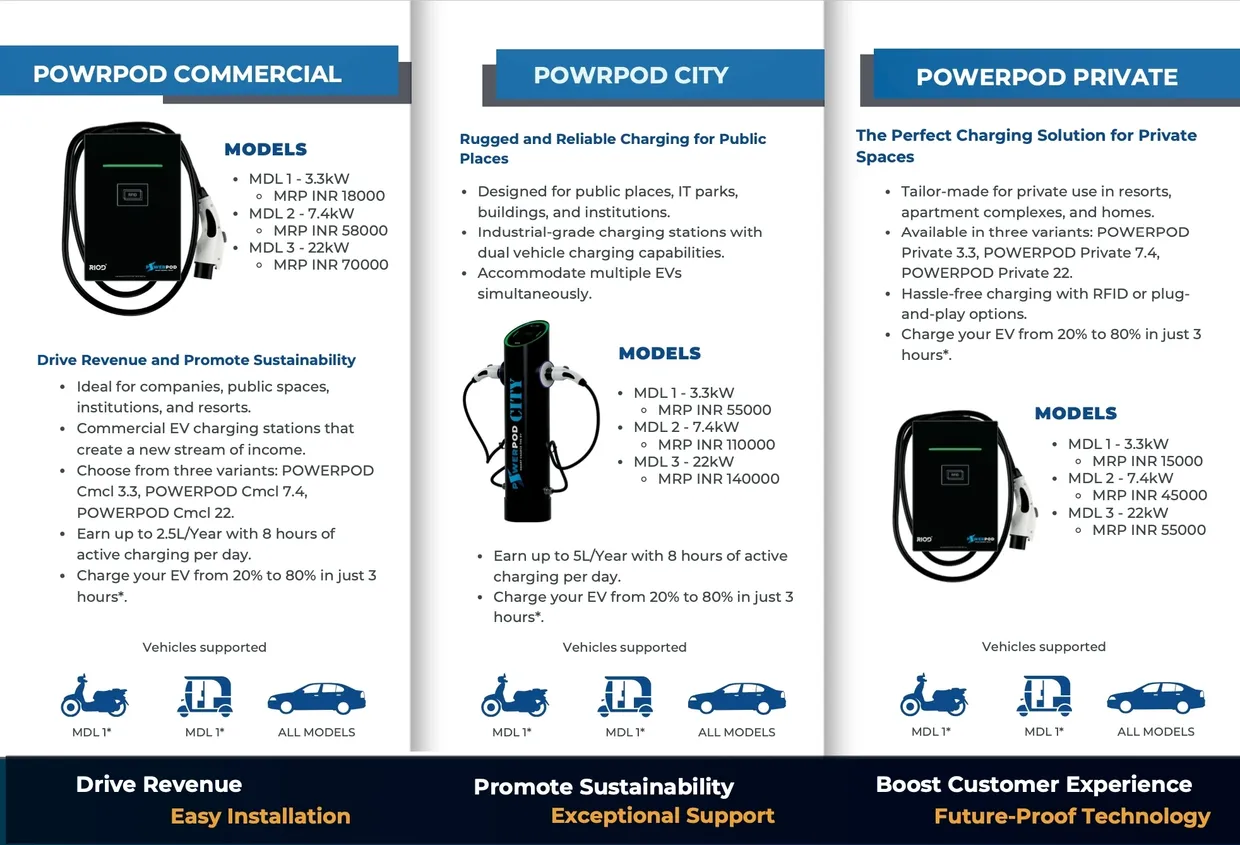 POWRPOD COMMERCIAL
MODELS
MDL 1 - 3.3kW
MRP INR 18000
MDL 2 - 7.4kW
MRP INR 58000
MDL 3 - 22kW
MRP INR 70000
RFID
RIOD
POWERPOD
Drive Revenue and Promote Sustainability
Ideal for companies, public spaces,
institutions, and resorts.
Commercial EV charging stations that
create a new stream of income.
Choose from three variants: POWERPOD
Cmcl 3.3, POWERPOD Cmcl 7.4,
POWERPOD Cmcl 22.
Earn up to 2.5L/Year with 8 hours of
active charging per day.
Charge your EV from 20% to 80% in just 3
hours*.
Vehicles supported
MDL 1*
MDL 1*
ALL MODELS
POWRPOD CITY
Rugged and Reliable Charging for Public
Places
Designed for public places, IT parks,
buildings, and institutions.
Industrial-grade charging stations with
dual vehicle charging capabilities.
Accommodate multiple EVs
simultaneously.
POWERPOD CITY
MODELS
MDL 1 - 3.3kW
MRP INR 55000
MDL 2 - 7.4kW
MRP INR 110000
MDL 3 - 22kW
MRP INR 140000
Earn up to 5L/Year with 8 hours of active
charging per day.
Charge your EV from 20% to 80% in just 3
hours*.
Vehicles supported
MDL 1*
MDL 1*
ALL MODELS
POWERPOD PRIVATE
The Perfect Charging Solution for Private
Spaces
Tailor-made for private use in resorts,
apartment complexes, and homes.
Available in three variants: POWERPOD
Private 3.3, POWERPOD Private 7.4,
POWERPOD Private 22.
Hassle-free charging with RFID or plug-
and-play options.
Charge your EV from 20% to 80% in just 3
hours*.
MODELS
MDL 1 - 3.3kW
MRP INR 15000
MDL 2 - 7.4kW
MRP INR 45000
MDL 3 - 22kW
MRP INR 55000
RIOD
POWERPOD
Vehicles supported
MDL 1*
MDL 1*
ALL MODELS
Drive Revenue
Easy Installation
Promote Sustainability
Exceptional Support
Boost Customer Experience
Future-Proof Technology